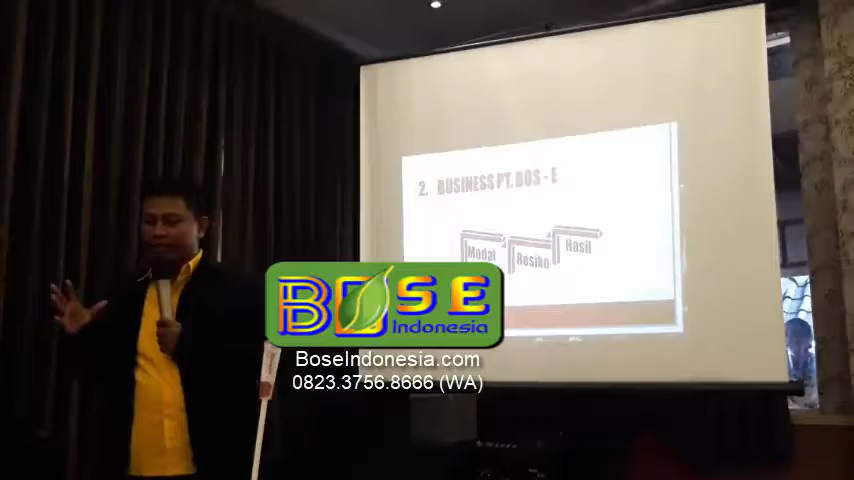 2. BUSINESS PT. BOS - E
Modal
Resiko
Hasil
BOSE
Indonesia
BoseIndonesia.com
0823.3756.8666 (WA)